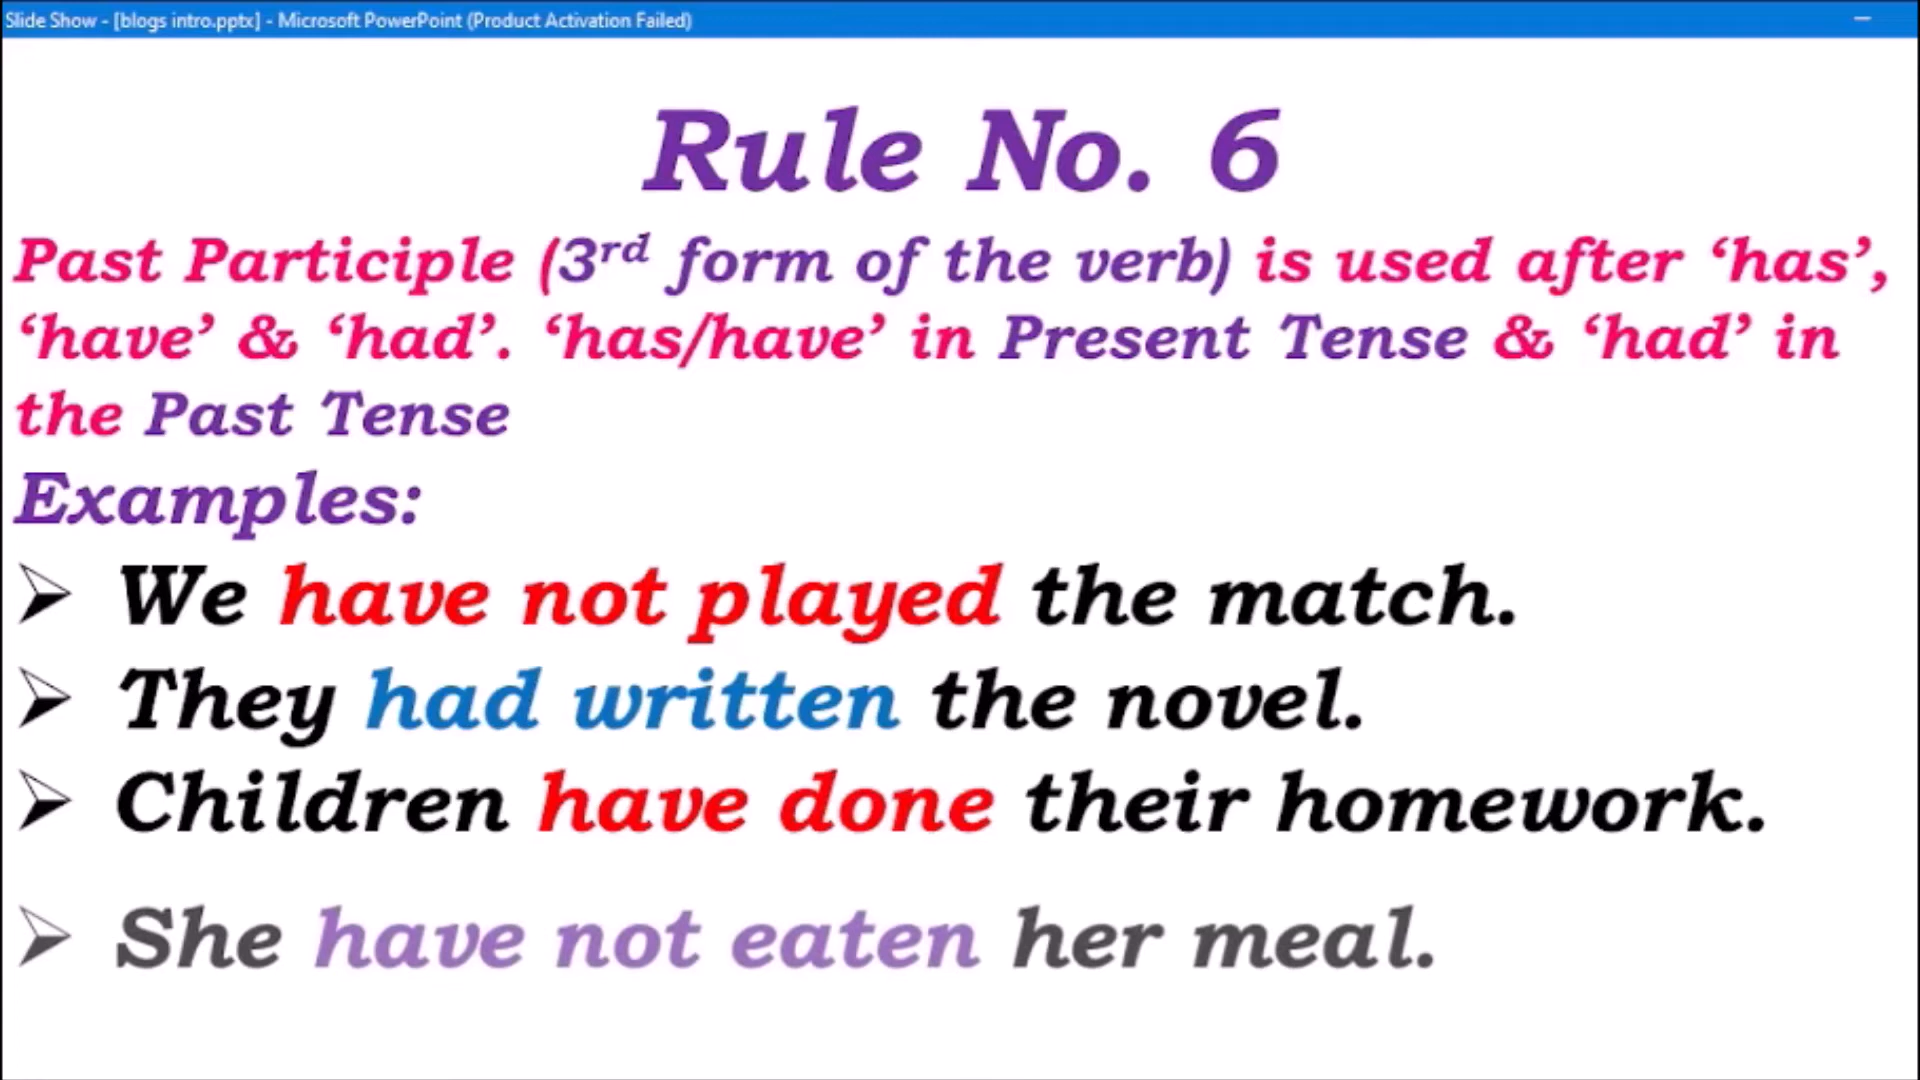 Slide Show - [blogs intro.pptx] - Microsoft PowerPoint (Product Activation Failed)
Rule No. 6
Past Participle (3rd form of the verb) is used after ‘has’,
‘have’ & ‘had’. ‘has/have’ in Present Tense & ‘had’ in
the Past Tense
Examples:
➢ We have not played the match.
➢ They had written the novel.
➢ Children have done their homework.
➢ She have not eaten her meal.